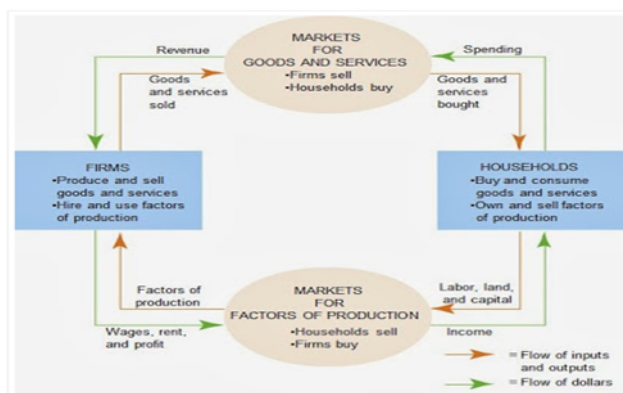 MARKETS
FOR
GOODS AND SERVICES
•Firms sell
•Households buy
Revenue
Goods
and services
sold
Spending
Goods and
services
bought
FIRMS
•Produce and sell
goods and services
•Hire and use factors
of production
HOUSEHOLDS
•Buy and consume
goods and services
•Own and sell factors
of production
Factors of
production
Wages, rent,
and profit
MARKETS
FOR
FACTORS OF PRODUCTION
•Households sell
•Firms buy
Labor, land,
and capital
Income
= Flow of inputs
and outputs
= Flow of dollars